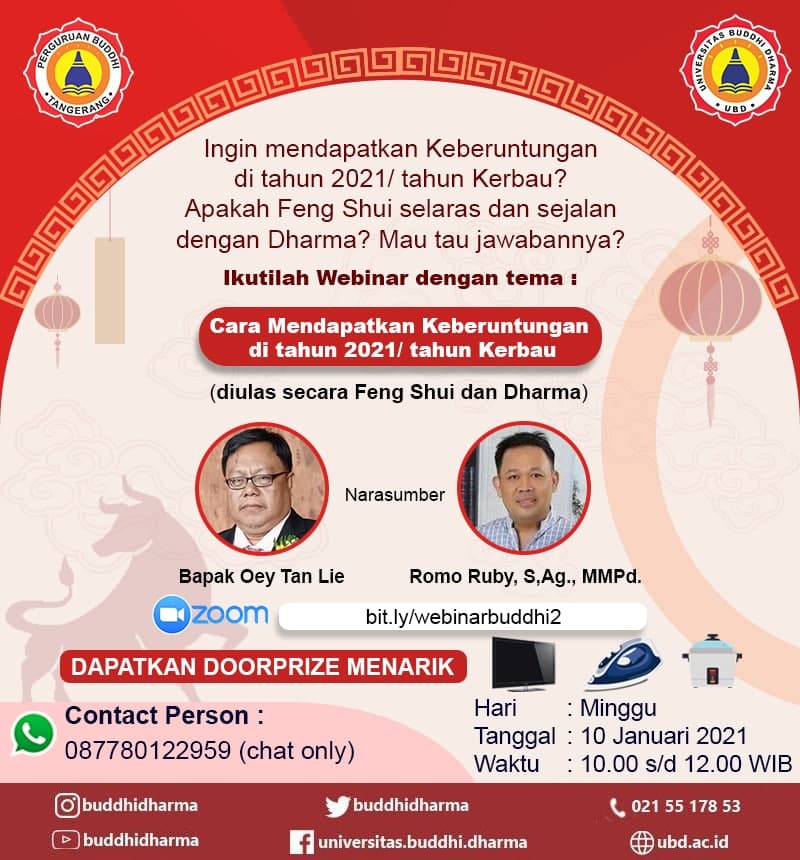 PERGURUAN BUDDHI
TANGERANG
UNIVERSITAS BUDDHI DHARMA
UBD
Ingin mendapatkan Keberuntungan
di tahun 2021/ tahun Kerbau?
Apakah Feng Shui selaras dan sejalan
dengan Dharma? Mau tau jawabannya?
Ikutilah Webinar dengan tema :
Cara Mendapatkan Keberuntungan
di tahun 2021/ tahun Kerbau
(diulas secara Feng Shui dan Dharma)
Narasumber
Bapak Oey Tan Lie
Romo Ruby, S,Ag., MMPd.
zoom
bit.ly/webinarbuddhi2
DAPATKAN DOORPRIZE MENARIK
Contact Person :
087780122959 (chat only)
Hari : Minggu
Tanggal : 10 Januari 2021
Waktu : 10.00 s/d 12.00 WIB
buddhidharma
buddhidharma
021 55 178 53
buddhidharma
universitas.buddhi.dharma
ubd.ac.id